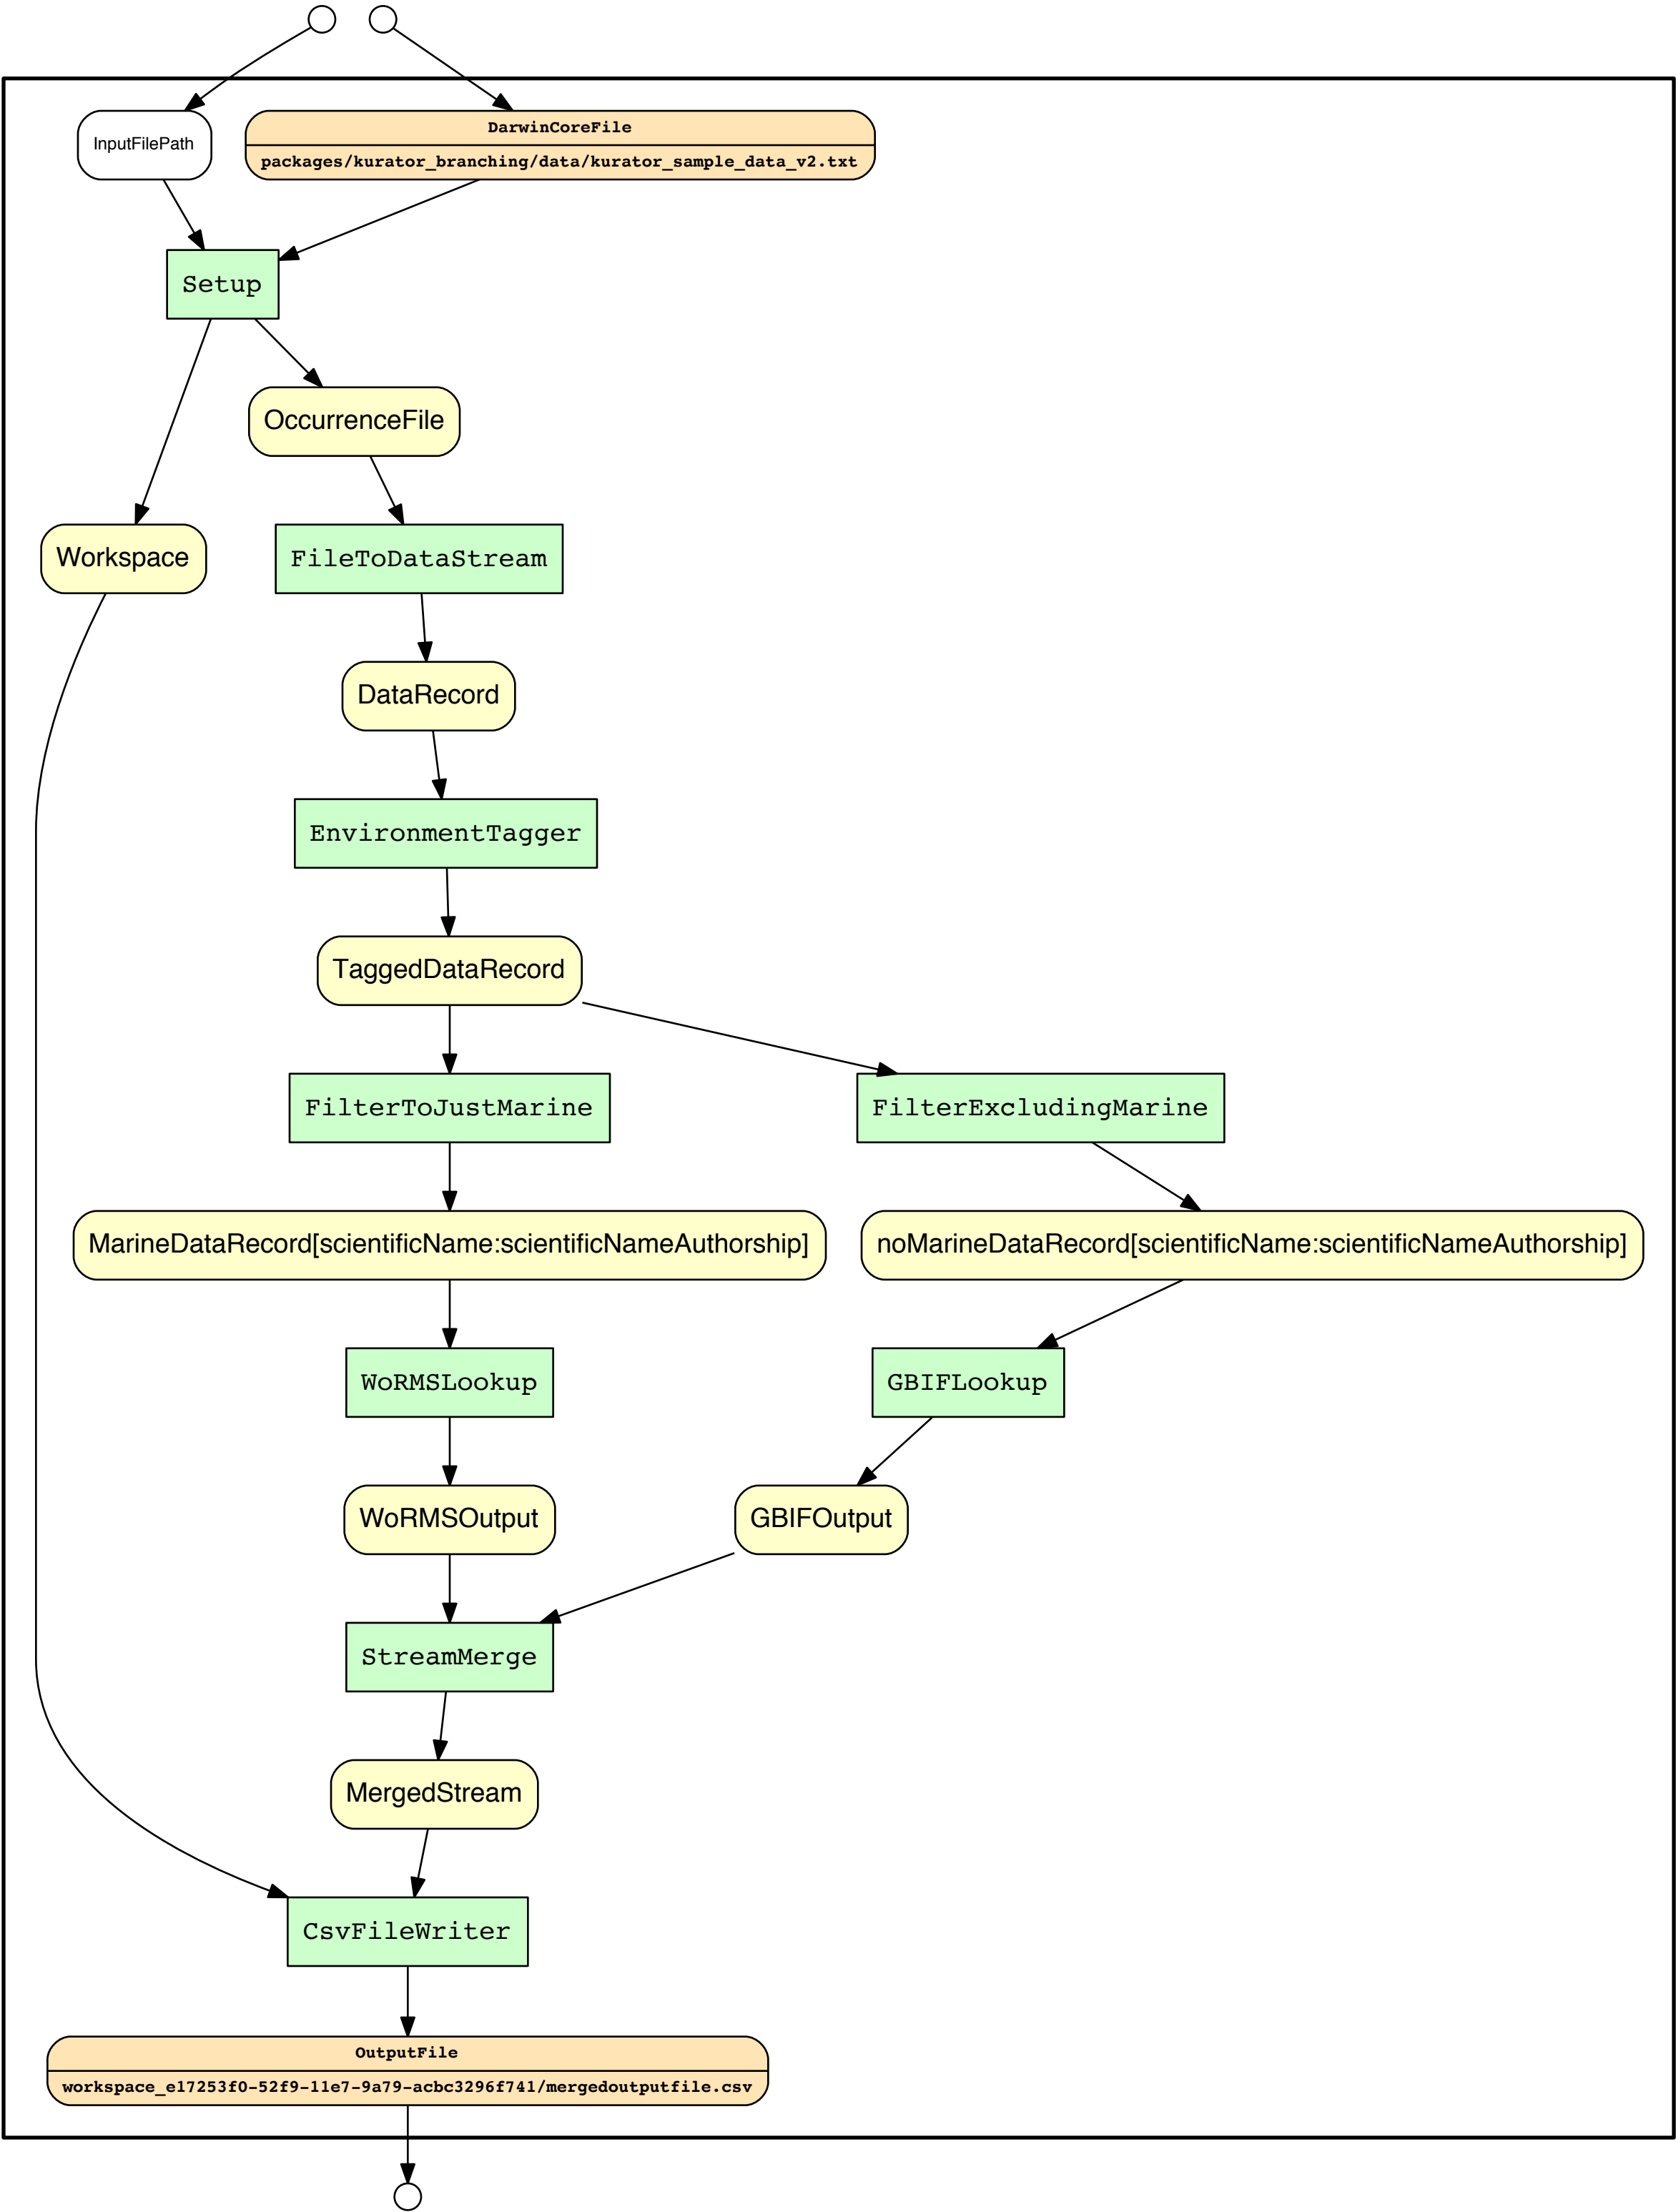 InputFilePath
DarwinCoreFile
packages/kurator_branching/data/kurator_sample_data_v2.txt
Setup
OccurrenceFile
Workspace
FileToDataStream
DataRecord
EnvironmentTagger
TaggedDataRecord
FilterToJustMarine
FilterExcludingMarine
MarineDataRecord[scientificName:scientificNameAuthorship]
noMarineDataRecord[scientificName:scientificNameAuthorship]
WoRMSLookup
GBIFLookup
WoRMSOutput
GBIFOutput
StreamMerge
MergedStream
CsvFileWriter
OutputFile
workspace_e17253f0-52f9-11e7-9a79-acbc3296f741/mergedoutputfile.csv